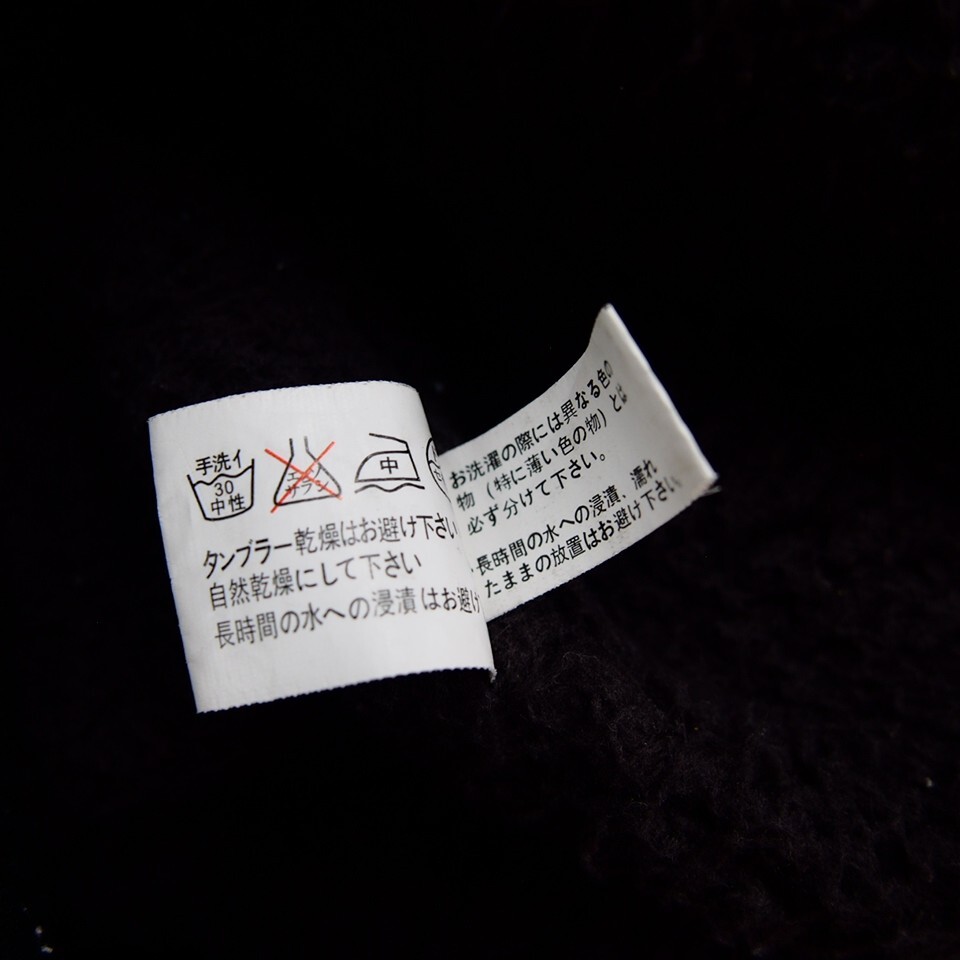 手洗イ
30
中性
エンソ
サラシ
中
タンブラー乾燥はお避け下さい
自然乾燥にして下さい
長時間の水への浸漬はお避け
お洗濯の際には異なる色の
物（特に薄い色の物）とは
必ず分けて下さい。
・長時間の水への浸漬、濡れ
たままの放置はお避け下さい